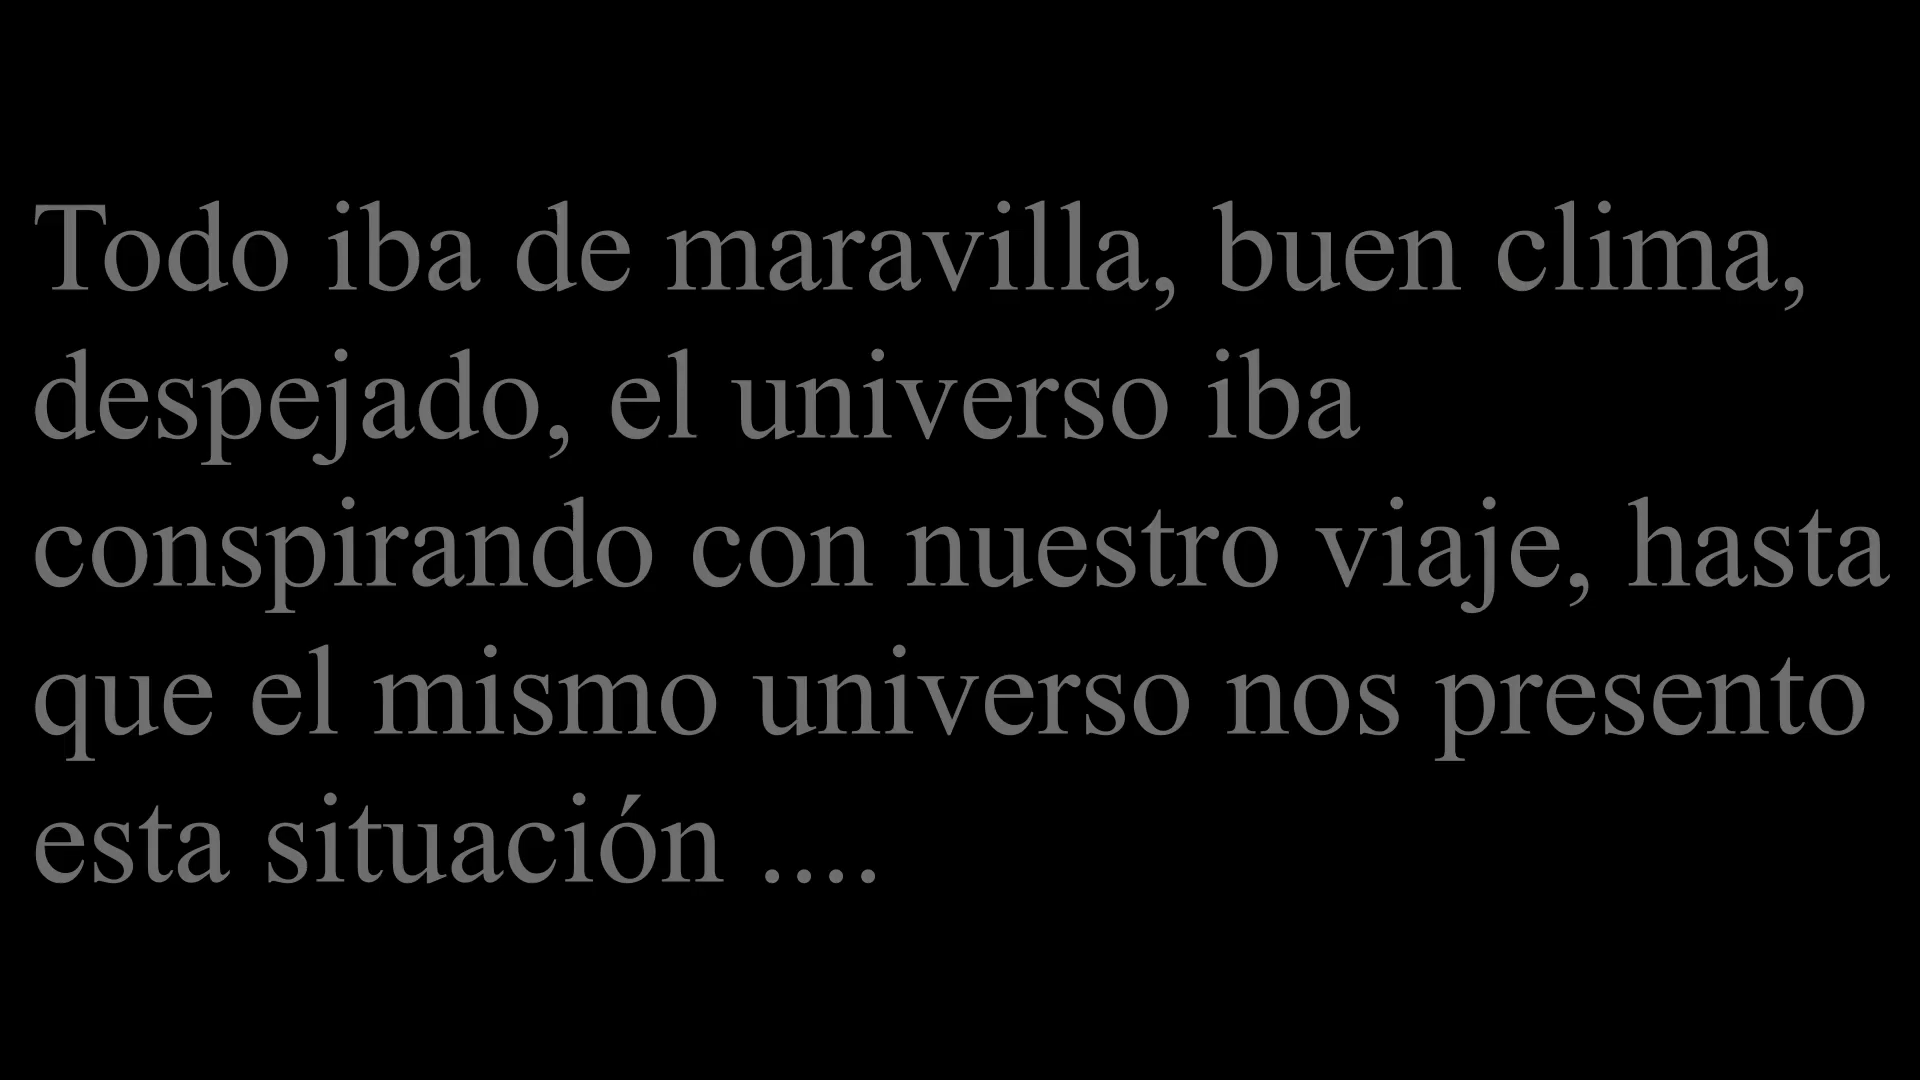 Todo iba de maravilla, buen clima,
despejado, el universo iba
conspirando con nuestro viaje, hasta
que el mismo universo nos presento
esta situación ....